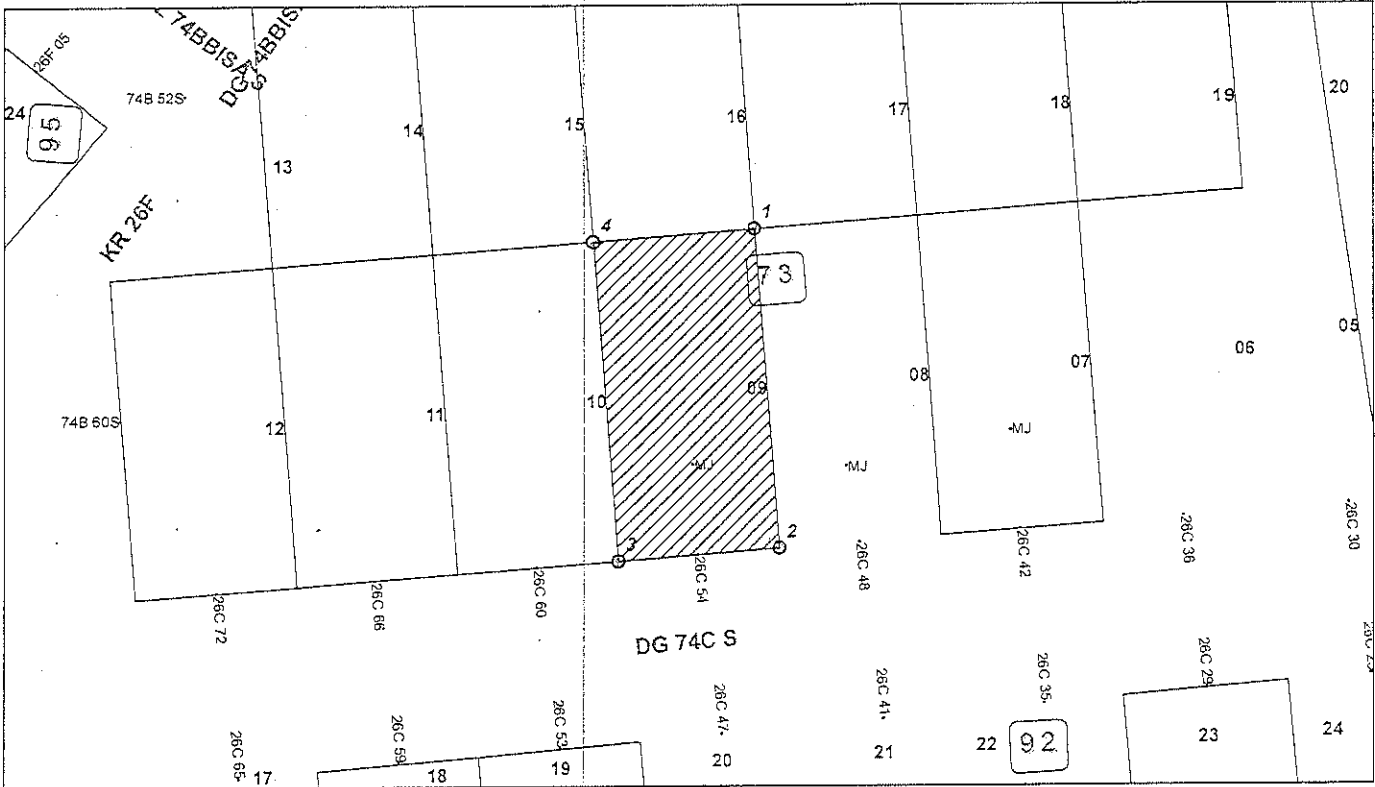 74BBIS A S
DG 74BBIS
26F 05
74B 52S
24
95
KR 26F
13
14
15
16
17
18
19
20
4
1
73
74B 60S
12
11
10
09
08
07
06
05
MJ
MJ
MJ
3
2
26C 72
26C 66
26C 60
26C 54
26C 48
26C 42
26C 36
26C 30
DG 74C S
26C 65
26C 59
26C 53
26C 47
26C 41
26C 35
26C 29
17
18
19
20
21
22
92
23
24